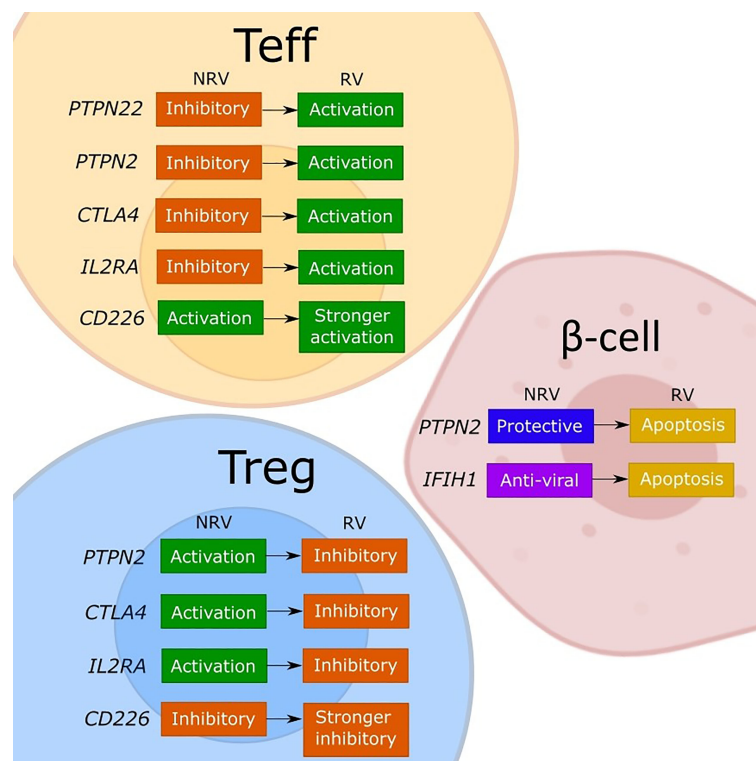 Teff
NRV RV
PTPN22 Inhibitory Activation
PTPN2 Inhibitory Activation
CTLA4 Inhibitory Activation
IL2RA Inhibitory Activation
CD226 Activation Stronger
activation
β-cell
NRV RV
PTPN2 Protective Apoptosis
IFIH1 Anti-viral Apoptosis
Treg
NRV RV
PTPN2 Activation Inhibitory
CTLA4 Activation Inhibitory
IL2RA Activation Inhibitory
CD226 Inhibitory Stronger
inhibitory